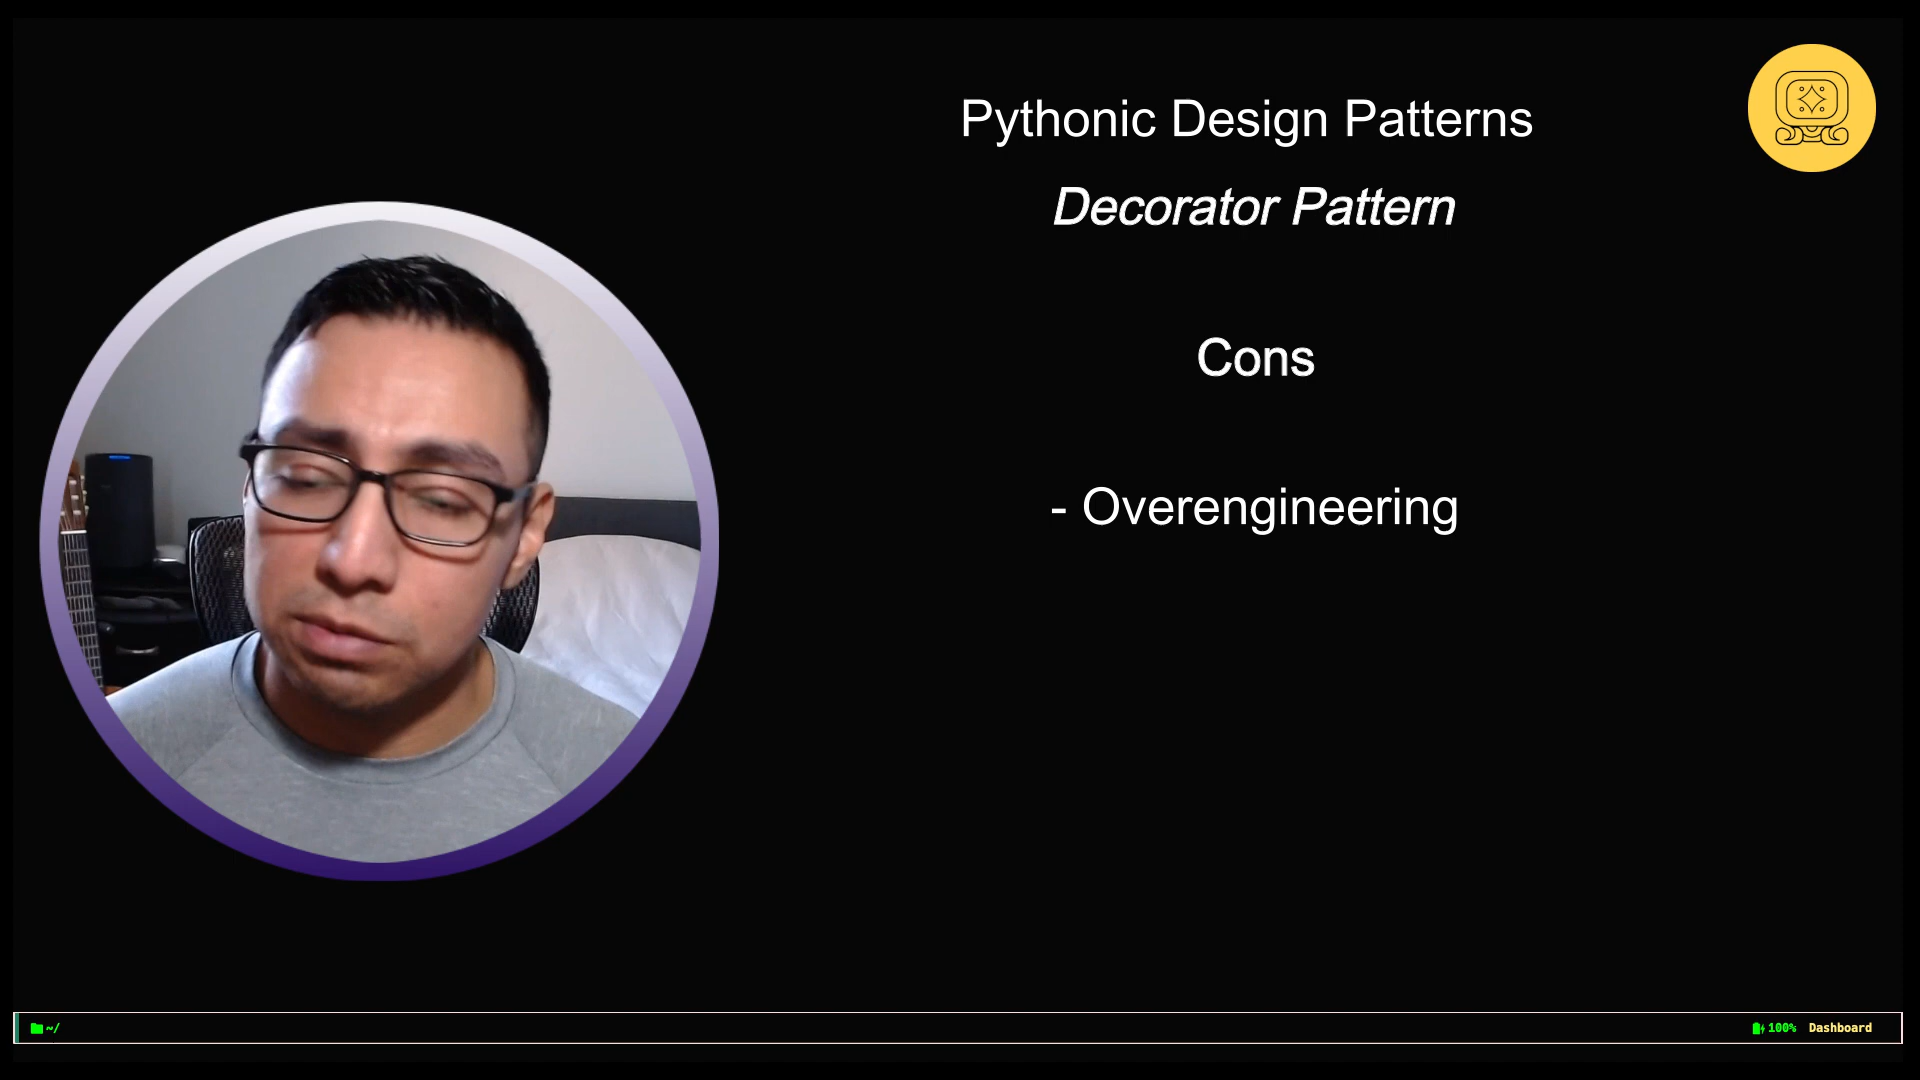 Pythonic Design Patterns
Decorator Pattern
Cons
- Overengineering
~/
100% Dashboard